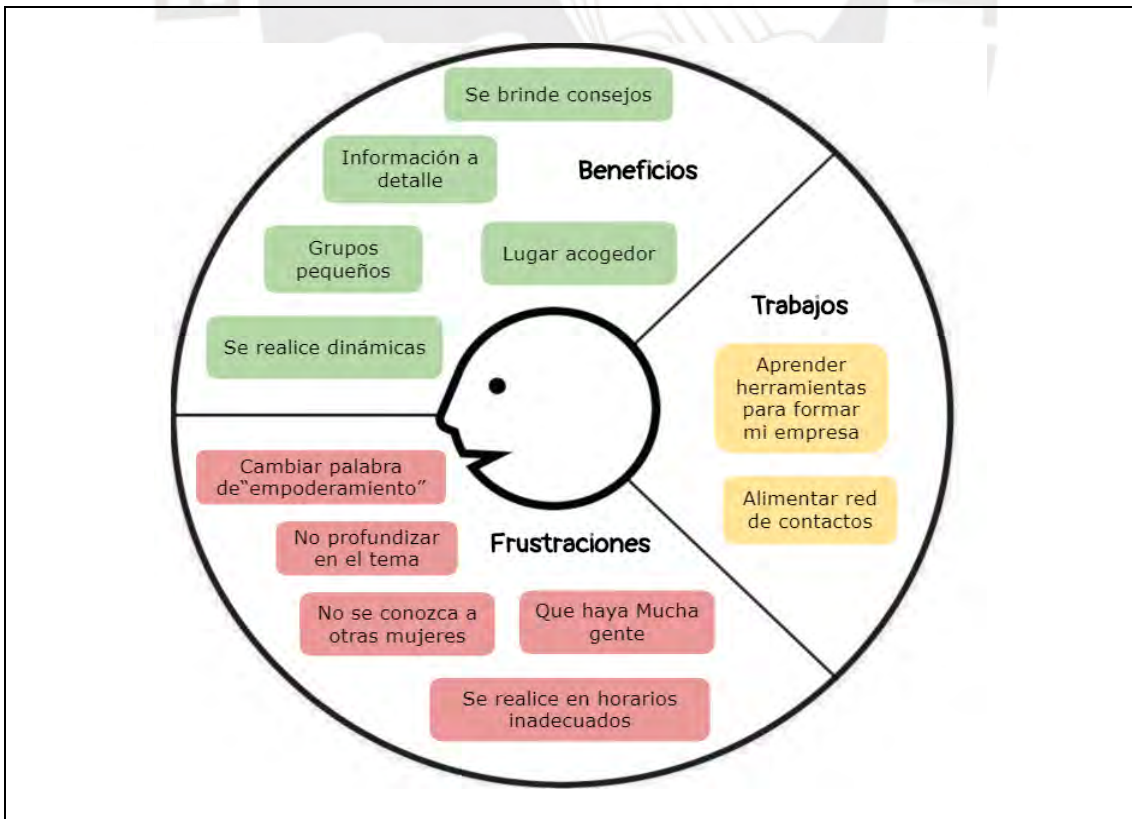 Se brinde consejos
Información a
detalle
Beneficios
Grupos
pequeños
Lugar acogedor
Se realice dinámicas
Trabajos
Aprender
herramientas
para formar
mi empresa
Alimentar red
de contactos
Cambiar palabra
de“empoderamiento”
No profundizar
en el tema
Frustraciones
No se conozca a
otras mujeres
Que haya Mucha
gente
Se realice en horarios
inadecuados